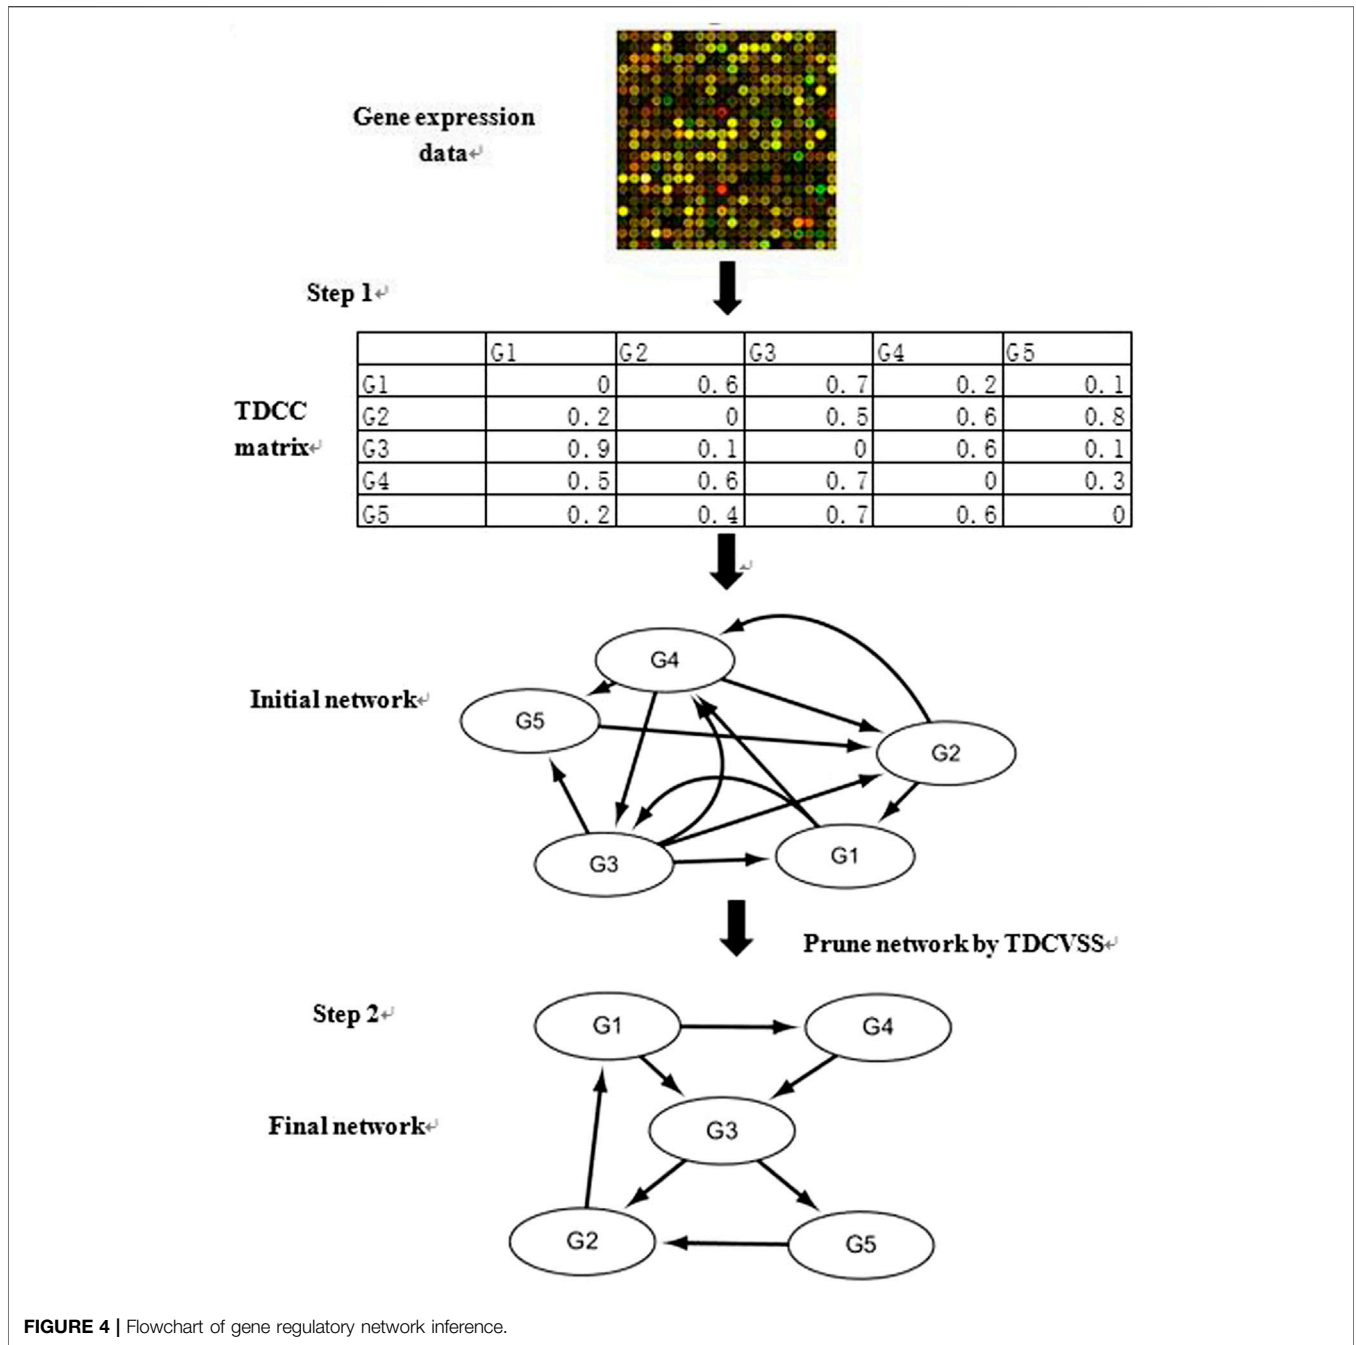 Gene expression
data↵
Step 1↵
G1 G2 G3 G4 G5
G1 0 0.6 0.7 0.2 0.1
TDCC
matrix↵
G2 0.2 0 0.5 0.6 0.8
G3 0.9 0.1 0 0.6 0.1
G4 0.5 0.6 0.7 0 0.3
G5 0.2 0.4 0.7 0.6 0
↵
Initial network↵
G4
G5
G2
G3
G1
Prune network by TDCVSS↵
Step 2↵
G1
G4
Final network↵
G3
G2
G5
FIGURE 4 | Flowchart of gene regulatory network inference.